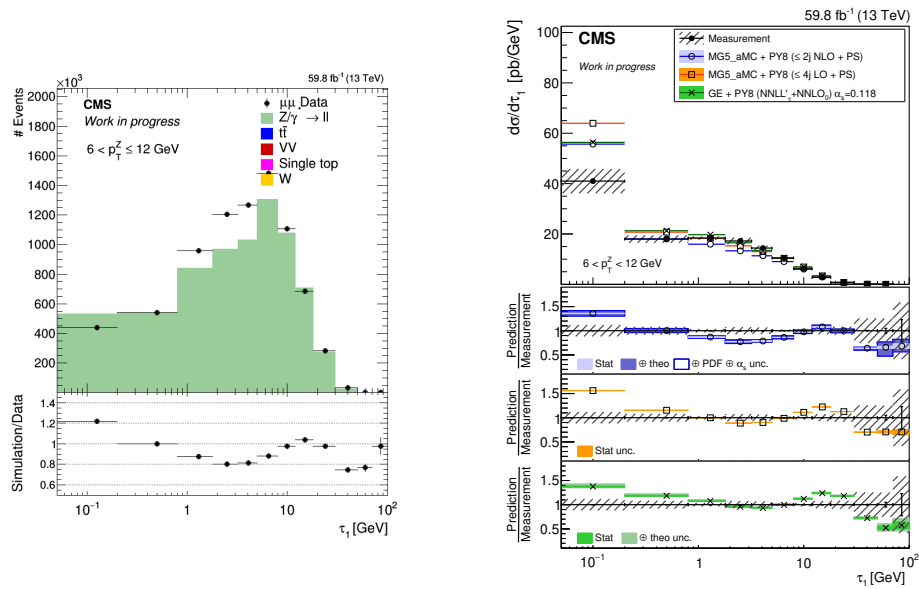 59.8 fb⁻¹ (13 TeV)
×10³
CMS
Work in progress
6 < p_T^Z ≤ 12 GeV
μμ Data
Z/γ* → ll
tt̄
VV
Single top
W
# Events
2000
1800
1600
1400
1200
1000
800
600
400
200
0
Simulation/Data
1.4
1.2
1
0.8
0.6
10⁻¹
1
10
10²
τ₁ [GeV]
59.8 fb⁻¹ (13 TeV)
CMS
Work in progress
Measurement
MG5_aMC + PY8 (≤ 2j NLO + PS)
MG5_aMC + PY8 (≤ 4j LO + PS)
GE + PY8 (NNLL'_τ+NNLO₀) α_s=0.118
dσ/dτ₁ [pb/GeV]
100
80
60
40
20
6 < p_T^Z < 12 GeV
Prediction
Measurement
1.5
1
0.5
Stat
⊕ theo
⊕ PDF ⊕ α_s unc.
Prediction
Measurement
1.5
1
0.5
Stat unc.
Prediction
Measurement
1.5
1
0.5
Stat
⊕ theo unc.
10⁻¹
1
10
10²
τ₁ [GeV]